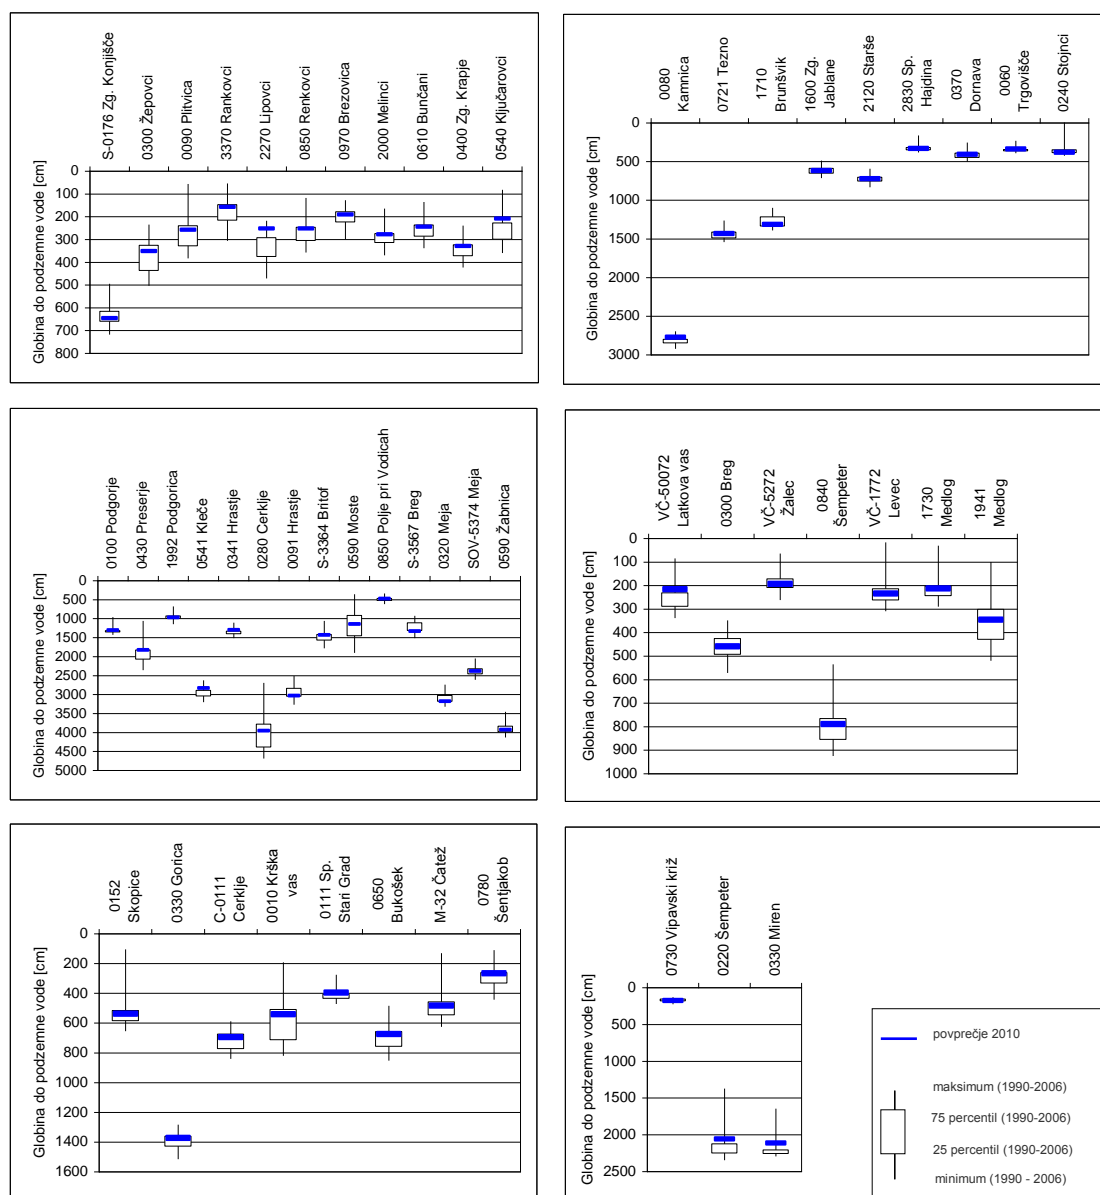 S-0176 Zg. Konjišče
0300 Žepovci
0090 Plitvica
3370 Rankovci
2270 Lipovci
0850 Renkovci
0970 Brezovica
2000 Melinci
0610 Bunčani
0400 Zg. Krapje
0540 Ključarovci
Globina do podzemne vode [cm]
0
100
200
300
400
500
600
700
800
0080
Kamnica
0721 Tezno
1710
Brunšvik
1600 Zg.
Jablane
2120 Starše
2830 Sp.
Hajdina
0370
Dornava
0060
Trgovišče
0240 Stojnci
Globina do podzemne vode [cm]
0
500
1000
1500
2000
2500
3000
0100 Podgorje
0430 Preserje
1992 Podgorica
0541 Kleče
0341 Hrastje
0280 Cerklje
0091 Hrastje
S-3364 Britof
0590 Moste
0850 Polje pri Vodicah
S-3567 Breg
0320 Meja
SOV-5374 Meja
0590 Žabnica
Globina do podzemne vode [cm]
0
500
1000
1500
2000
2500
3000
3500
4000
4500
5000
VČ-50072
Latkova vas
0300 Breg
VČ-5272
Žalec
0840
Šempeter
VČ-1772
Levec
1730
Medlog
1941
Medlog
Globina do podzemne vode [cm]
0
100
200
300
400
500
600
700
800
900
1000
0152
Skopice
0330 Gorica
C-0111
Cerklje
0010 Krška
vas
0111 Sp.
Stari Grad
0650
Bukošek
M-32 Čatež
0780
Šentjakob
Globina do podzemne vode [cm]
0
200
400
600
800
1000
1200
1400
1600
0730 Vipavski križ
0220 Šempeter
0330 Miren
Globina do podzemne vode [cm]
0
500
1000
1500
2000
2500
povprečje 2010
maksimum (1990-2006)
75 percentil (1990-2006)
25 percentil (1990-2006)
minimum (1990 - 2006)